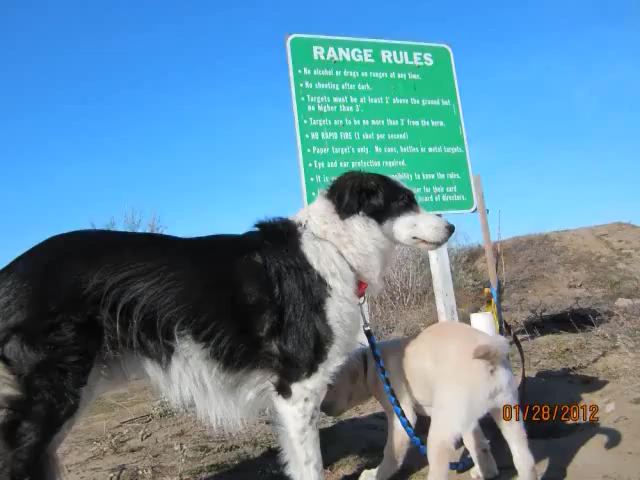 RANGE RULES
• No alcohol or drugs on ranges at any time.
• No shooting after dark.
• Targets must be at least 1' above the ground but
no higher than 3'.
• Targets are to be no more than 3' from the berm.
• NO RAPID FIRE (1 shot per second)
• Paper target's only. No cans, bottles or metal targets.
• Eye and ear protection required.
• It is to know the rules.
for their card
board of directors.
01/28/2012